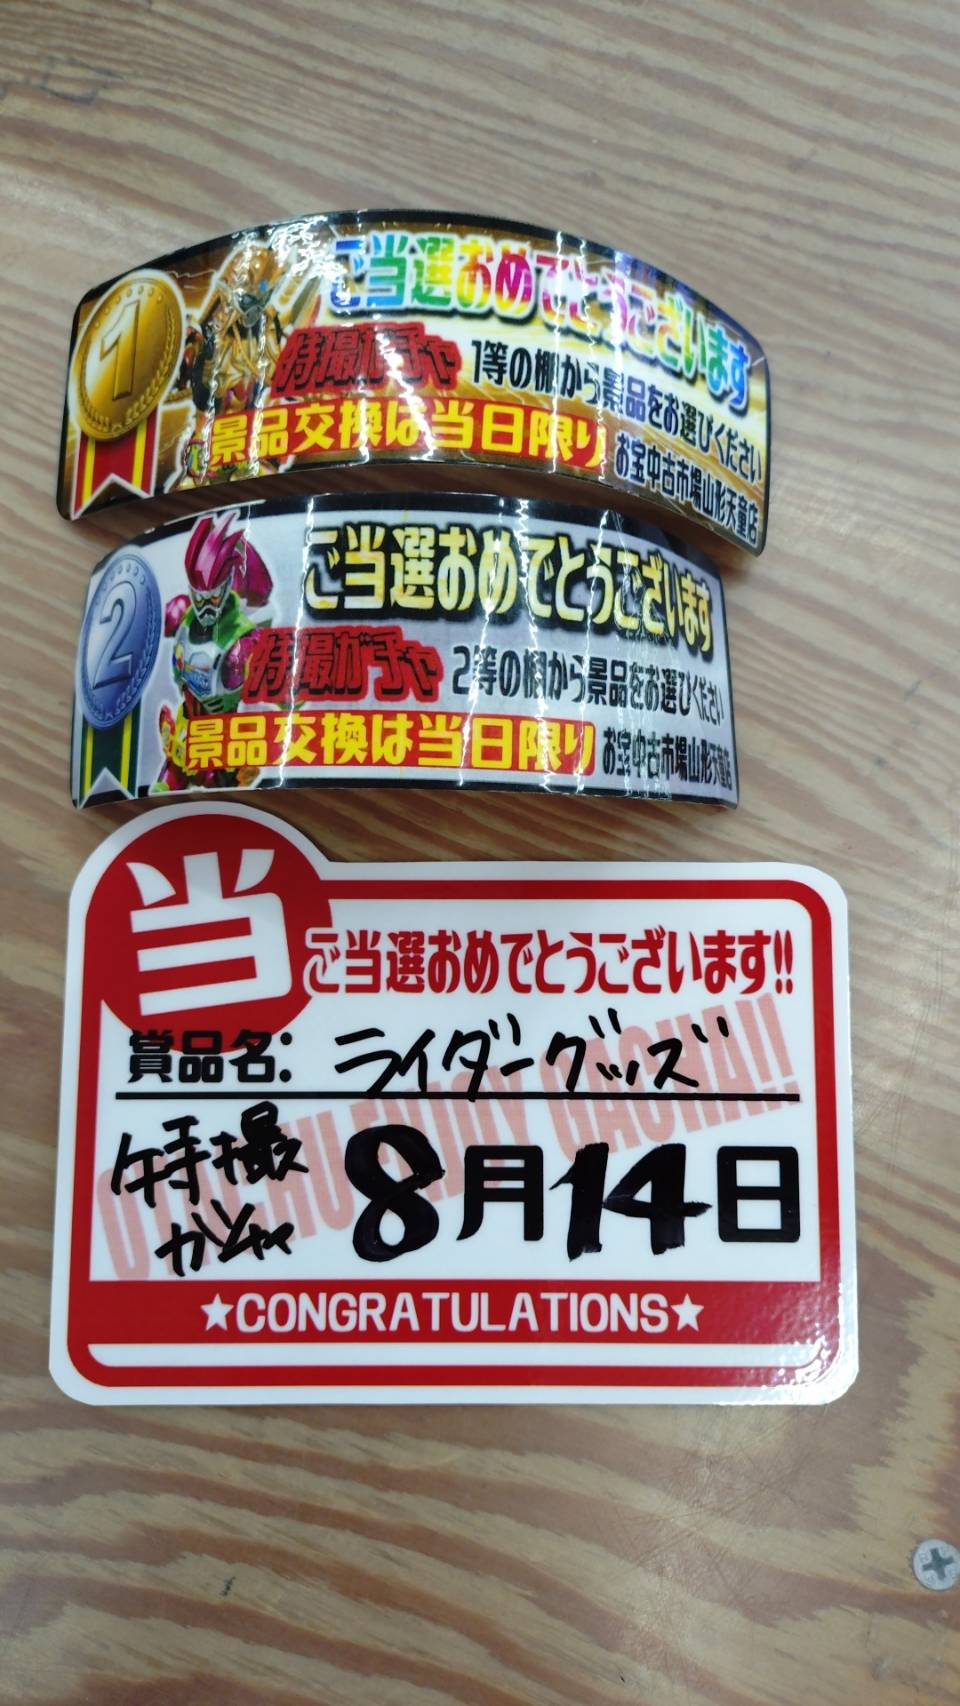 1
ご当選おめでとうございます
特撮ガチャ 1等の棚から景品をお選びください
景品交換は当日限り お宝中古市場山形天童店
2
ご当選おめでとうございます
特撮ガチャ 2等の棚から景品をお選びください
景品交換は当日限り お宝中古市場山形天童店
当
ご当選おめでとうございます!!
賞品名: ライダーグッズ
特撮
ガシャ
8月14日
★CONGRATULATIONS★